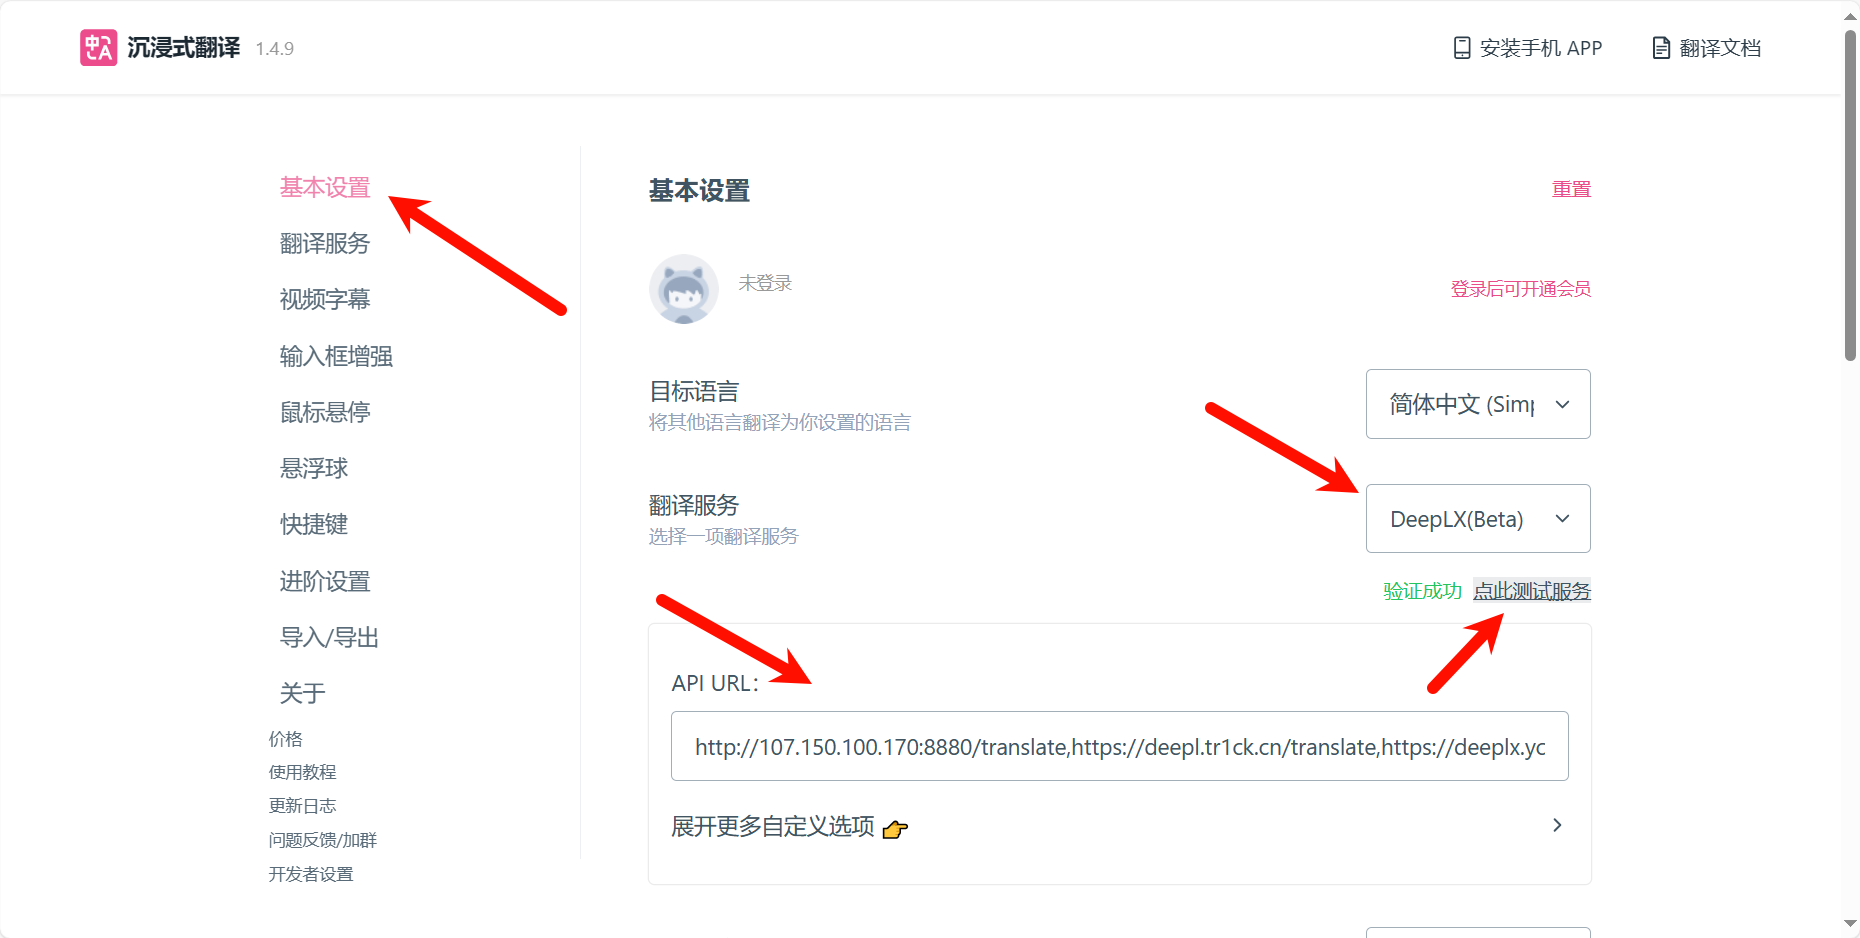 沉浸式翻译 1.4.9
安装手机 APP
翻译文档
基本设置
翻译服务
视频字幕
输入框增强
鼠标悬停
悬浮球
快捷键
进阶设置
导入/导出
关于
价格
使用教程
更新日志
问题反馈/加群
开发者设置
基本设置
重置
未登录
登录后可开通会员
目标语言
将其他语言翻译为你设置的语言
简体中文 (Simp
翻译服务
选择一项翻译服务
DeepLX(Beta)
验证成功 点此测试服务
API URL：
http://107.150.100.170:8880/translate,https://deepl.tr1ck.cn/translate,https://deeplx.yc
展开更多自定义选项 👉